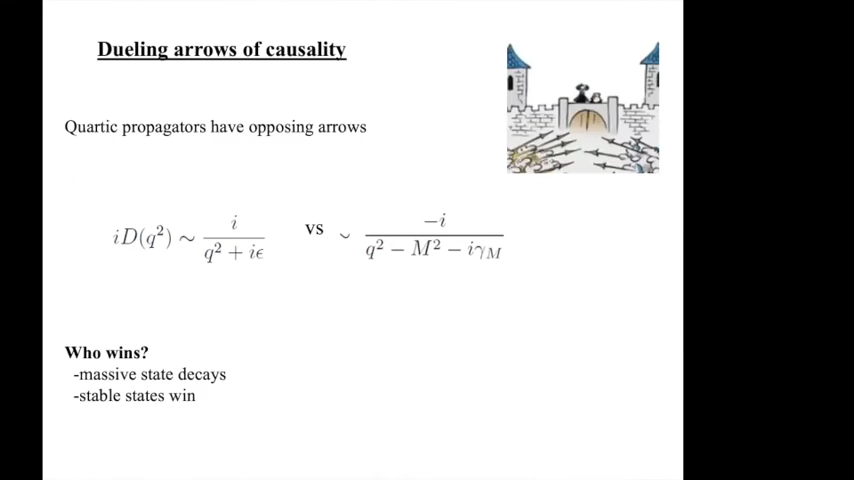 Dueling arrows of causality
Quartic propagators have opposing arrows
iD(q²) ∼ i/(q² + iϵ) vs ∼ −i/(q² − M² − iγ_M)
Who wins?
-massive state decays
-stable states win